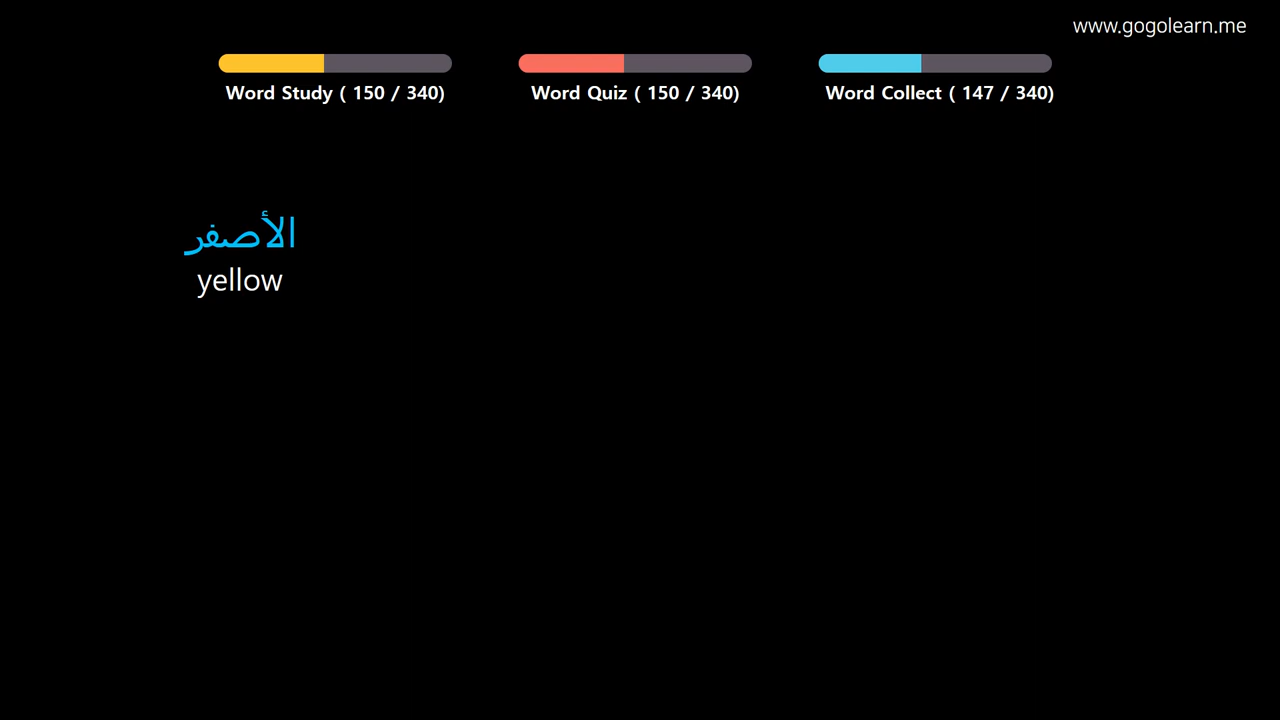 www.gogolearn.me
Word Study ( 150 / 340)
Word Quiz ( 150 / 340)
Word Collect ( 147 / 340)
الأصفر
yellow